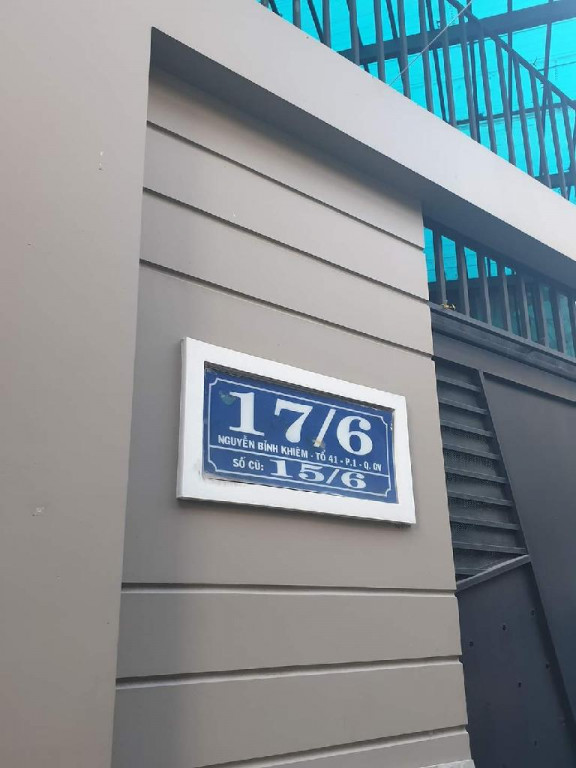 17/6
NGUYỄN BỈNH KHIÊM - TỔ 41 - P.1 - Q. GV
SỐ CŨ: 15/6